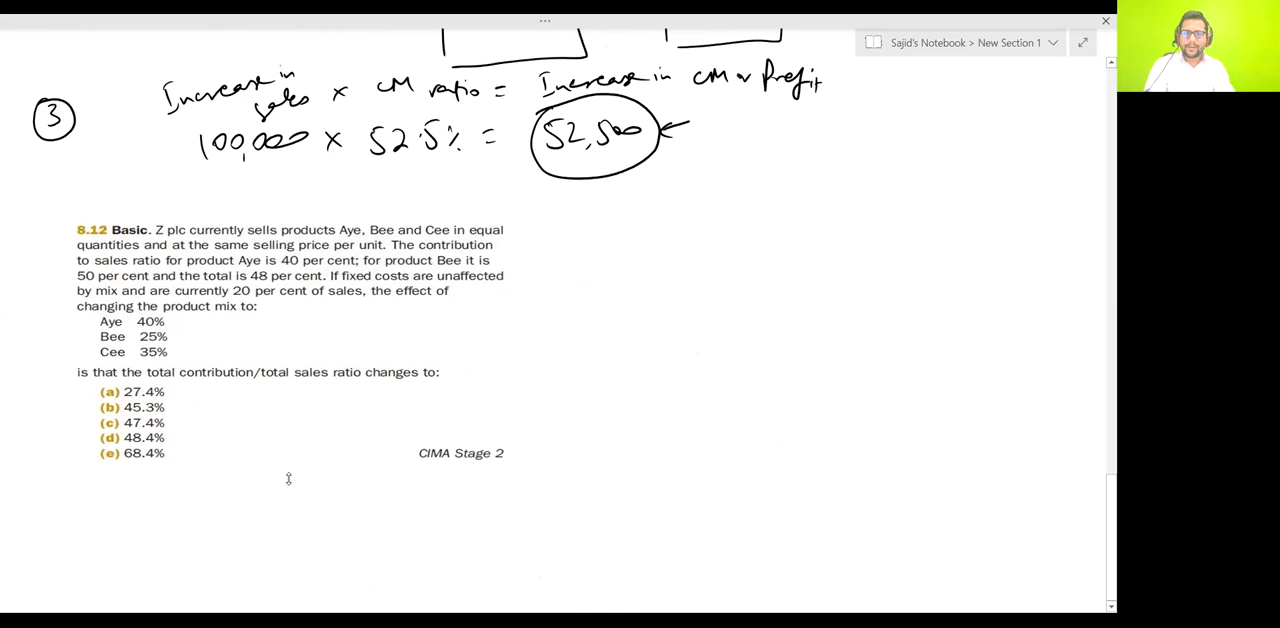 Sajid's Notebook > New Section 1
Increase in sales × CM ratio = Increase in CM or Profit
3
100,000 × 52.5% = 52,500
8.12 Basic. Z plc currently sells products Aye, Bee and Cee in equal
quantities and at the same selling price per unit. The contribution
to sales ratio for product Aye is 40 per cent; for product Bee it is
50 per cent and the total is 48 per cent. If fixed costs are unaffected
by mix and are currently 20 per cent of sales, the effect of
changing the product mix to:
Aye 40%
Bee 25%
Cee 35%
is that the total contribution/total sales ratio changes to:
(a) 27.4%
(b) 45.3%
(c) 47.4%
(d) 48.4%
(e) 68.4%
CIMA Stage 2